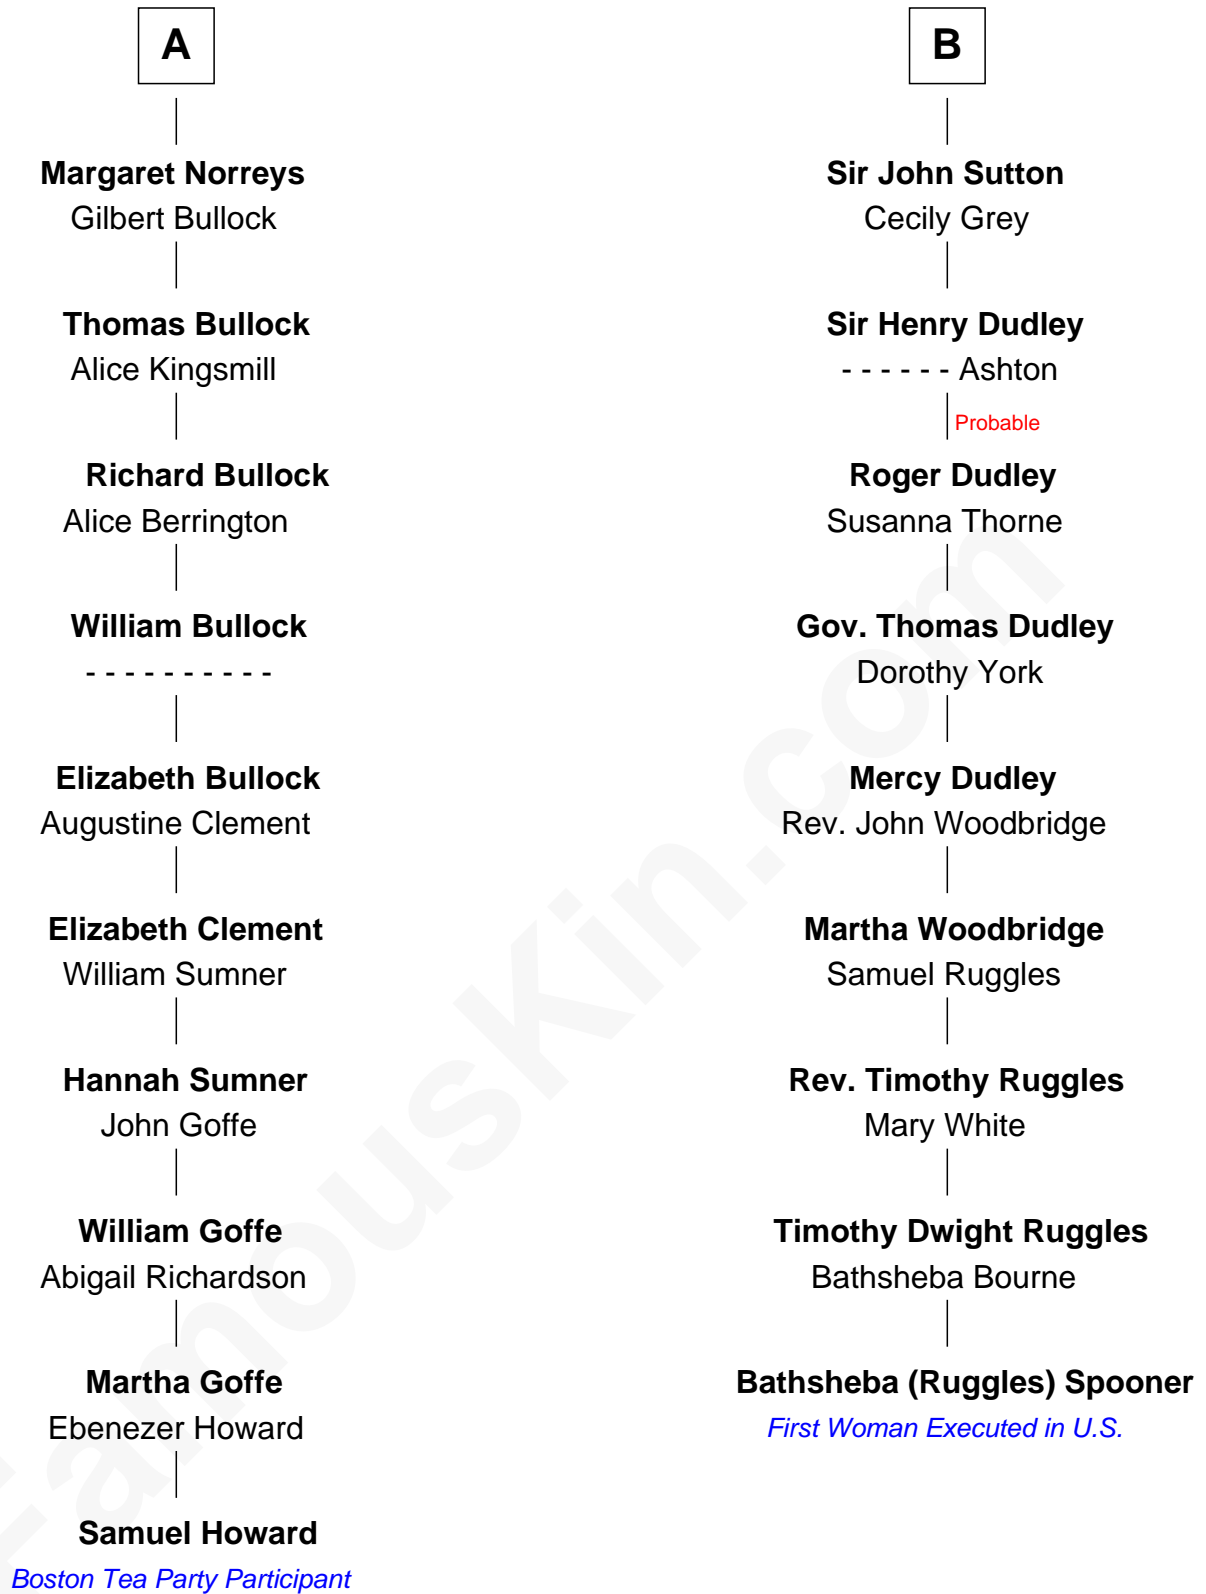 A
Margaret Norreys
Gilbert Bullock
Thomas Bullock
Alice Kingsmill
Richard Bullock
Alice Berrington
William Bullock
- - - - - - - - - -
Elizabeth Bullock
Augustine Clement
Elizabeth Clement
William Sumner
Hannah Sumner
John Goffe
William Goffe
Abigail Richardson
Martha Goffe
Ebenezer Howard
Samuel Howard
Boston Tea Party Participant
B
Sir John Sutton
Cecily Grey
Sir Henry Dudley
- - - - - - Ashton
Probable
Roger Dudley
Susanna Thorne
Gov. Thomas Dudley
Dorothy York
Mercy Dudley
Rev. John Woodbridge
Martha Woodbridge
Samuel Ruggles
Rev. Timothy Ruggles
Mary White
Timothy Dwight Ruggles
Bathsheba Bourne
Bathsheba (Ruggles) Spooner
First Woman Executed in U.S.
FamousKin.com